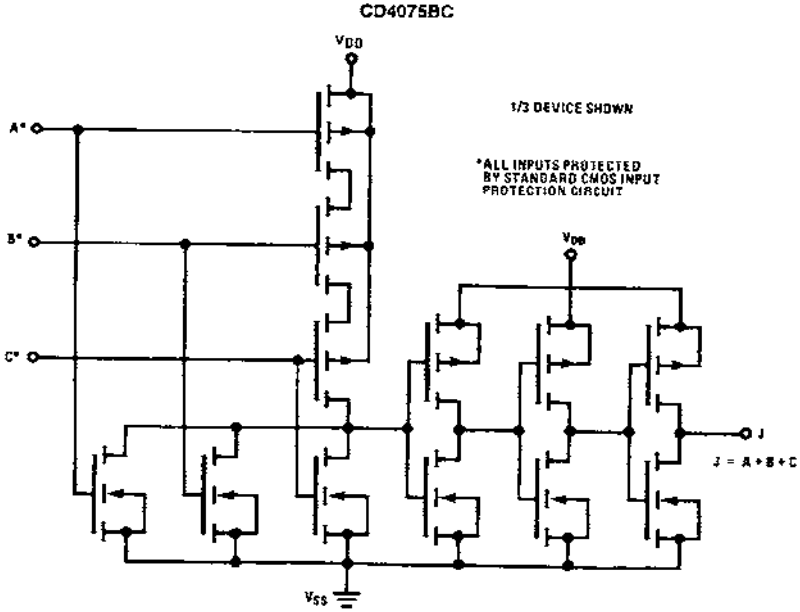 CD4075BC
VDD
1/3 DEVICE SHOWN
A*
*ALL INPUTS PROTECTED
BY STANDARD CMOS INPUT
PROTECTION CIRCUIT
B*
VDD
C*
J
J = A + B + C
VSS